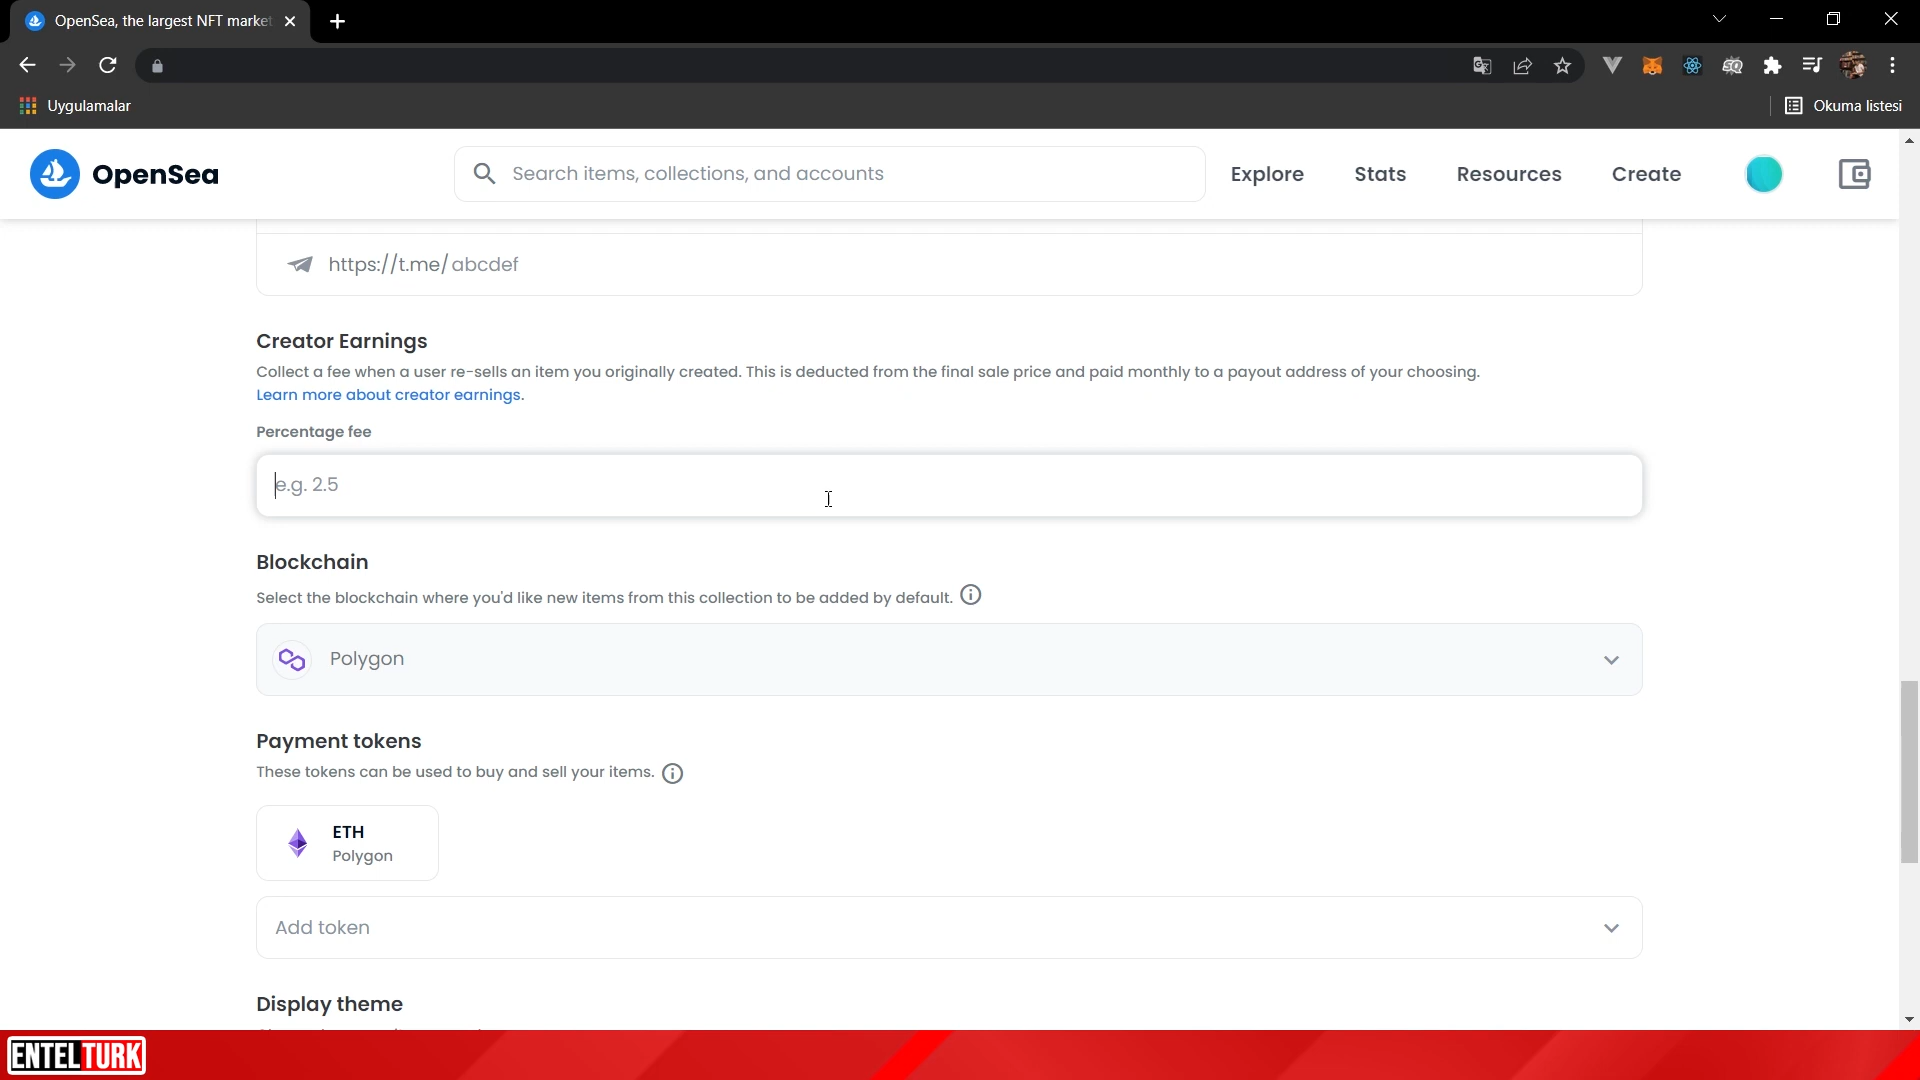 OpenSea, the largest NFT market
Uygulamalar
Okuma listesi
OpenSea
Search items, collections, and accounts
Explore
Stats
Resources
Create
https://t.me/abcdef
Creator Earnings
Collect a fee when a user re-sells an item you originally created. This is deducted from the final sale price and paid monthly to a payout address of your choosing.
Learn more about creator earnings.
Percentage fee
e.g. 2.5
Blockchain
Select the blockchain where you'd like new items from this collection to be added by default.
Polygon
Payment tokens
These tokens can be used to buy and sell your items.
ETH
Polygon
Add token
Display theme
ENTELTURK